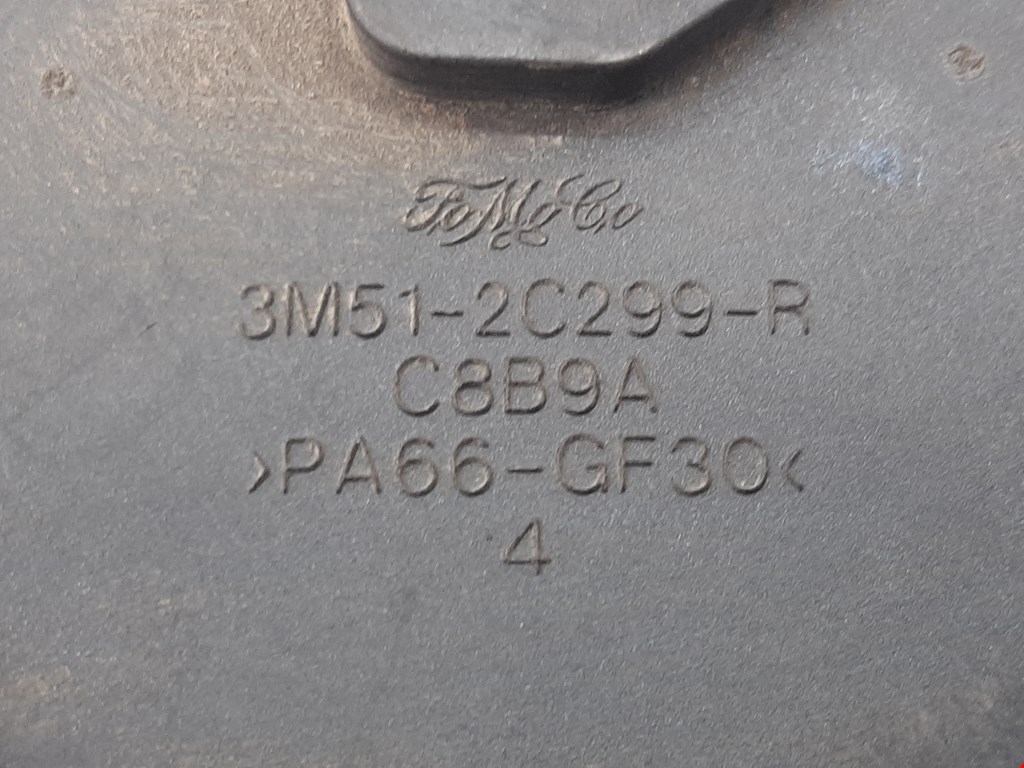 FoMoCo
3M51-2C299-R
C8B9A
>PA66-GF30<
4